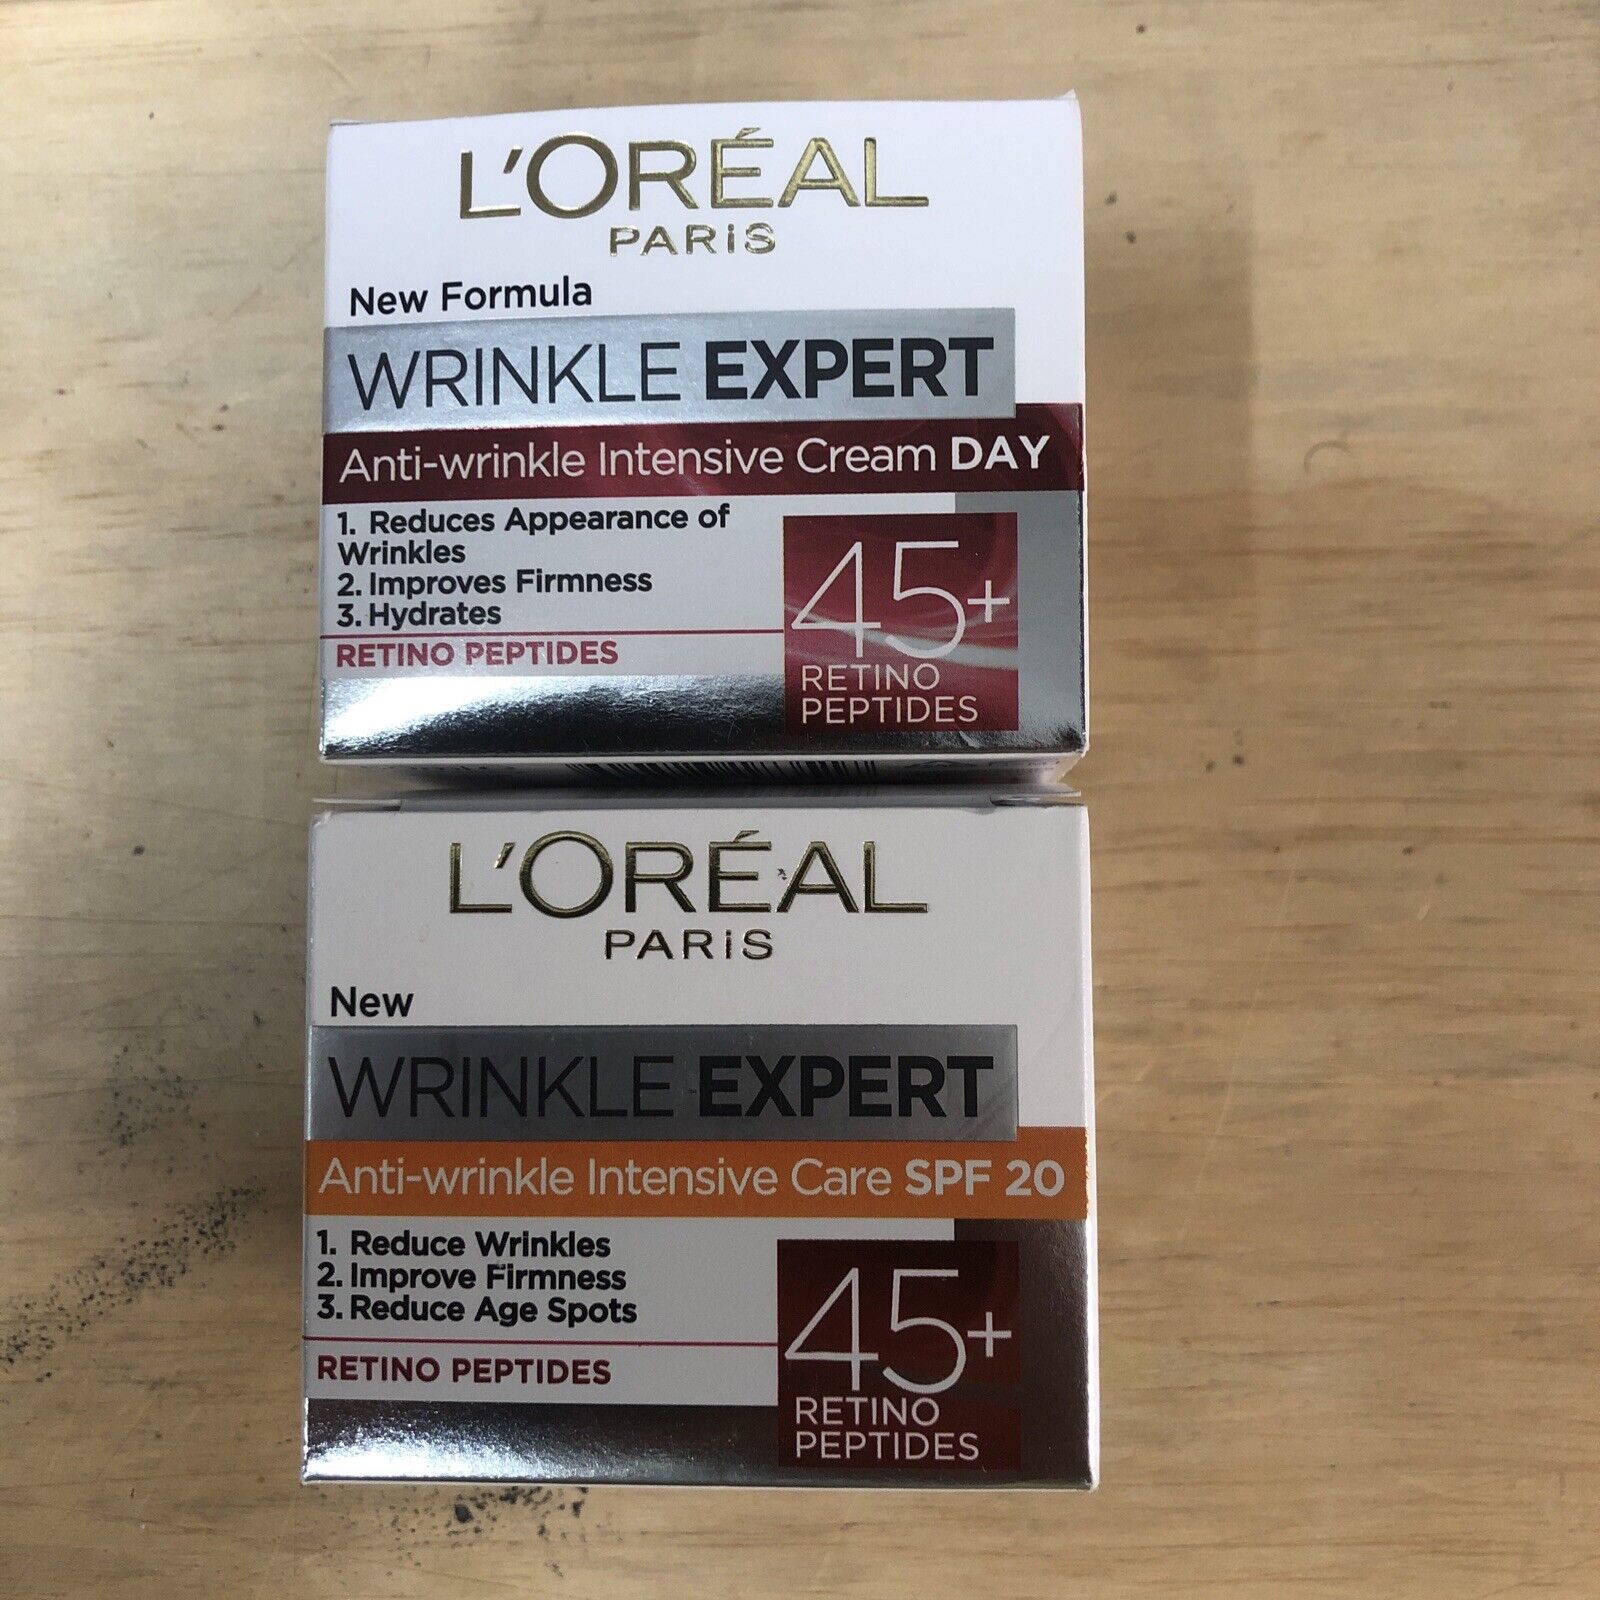 L'ORÉAL
PARiS
New Formula
WRINKLE EXPERT
Anti-wrinkle Intensive Cream DAY
1. Reduces Appearance of
Wrinkles
2. Improves Firmness
3. Hydrates
RETINO PEPTIDES
45+
RETINO
PEPTIDES
L'ORÉAL
PARiS
New
WRINKLE EXPERT
Anti-wrinkle Intensive Care SPF 20
1. Reduce Wrinkles
2. Improve Firmness
3. Reduce Age Spots
RETINO PEPTIDES
45+
RETINO
PEPTIDES